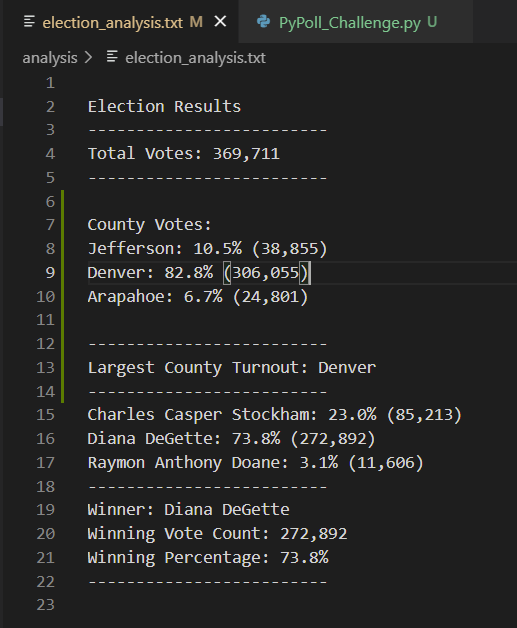 election_analysis.txt M × PyPoll_Challenge.py U
analysis > election_analysis.txt
1
2 Election Results
3 -------------------------
4 Total Votes: 369,711
5 -------------------------
6
7 County Votes:
8 Jefferson: 10.5% (38,855)
9 Denver: 82.8% (306,055)
10 Arapahoe: 6.7% (24,801)
11
12 -------------------------
13 Largest County Turnout: Denver
14 -------------------------
15 Charles Casper Stockham: 23.0% (85,213)
16 Diana DeGette: 73.8% (272,892)
17 Raymon Anthony Doane: 3.1% (11,606)
18 -------------------------
19 Winner: Diana DeGette
20 Winning Vote Count: 272,892
21 Winning Percentage: 73.8%
22 -------------------------
23